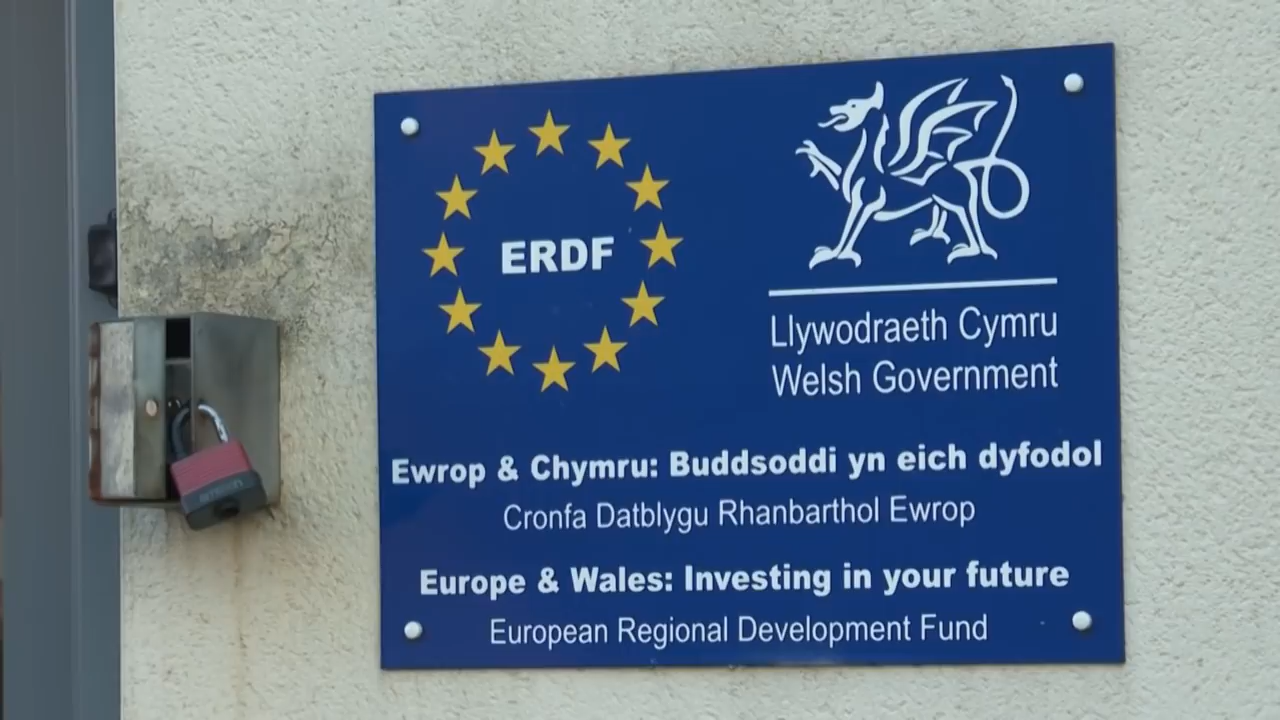 ERDF
Llywodraeth Cymru
Welsh Government
Ewrop & Chymru: Buddsoddi yn eich dyfodol
Cronfa Datblygu Rhanbarthol Ewrop
Europe & Wales: Investing in your future
European Regional Development Fund